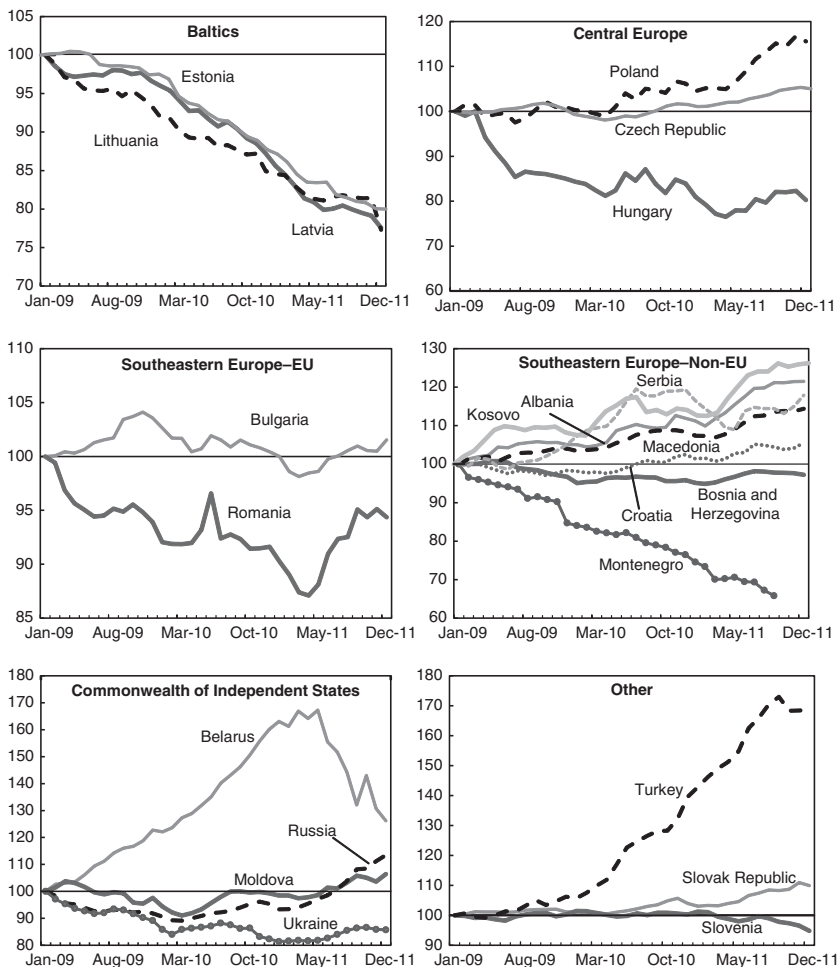 Baltics
105
100
95
90
85
80
75
70
Estonia
Lithuania
Latvia
Jan-09 Aug-09 Mar-10 Oct-10 May-11 Dec-11
Central Europe
120
110
100
90
80
70
60
Poland
Czech Republic
Hungary
Jan-09 Aug-09 Mar-10 Oct-10 May-11 Dec-11
Southeastern Europe–EU
110
105
100
95
90
85
Bulgaria
Romania
Jan-09 Aug-09 Mar-10 Oct-10 May-11 Dec-11
Southeastern Europe–Non-EU
130
120
110
100
90
80
70
60
Serbia
Albania
Kosovo
Macedonia
Bosnia and
Herzegovina
Croatia
Montenegro
Jan-09 Aug-09 Mar-10 Oct-10 May-11 Dec-11
Commonwealth of Independent States
180
170
160
150
140
130
120
110
100
90
80
Belarus
Russia
Moldova
Ukraine
Jan-09 Aug-09 Mar-10 Oct-10 May-11 Dec-11
Other
180
170
160
150
140
130
120
110
100
90
Turkey
Slovak Republic
Slovenia
Jan-09 Aug-09 Mar-10 Oct-10 May-11 Dec-11